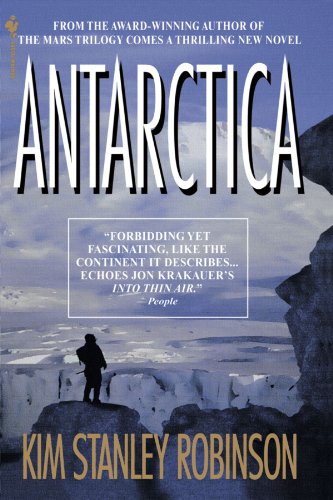 FROM THE AWARD-WINNING AUTHOR OF
THE MARS TRILOGY COMES A THRILLING NEW NOVEL
ANTARCTICA
"FORBIDDING YET
FASCINATING, LIKE THE
CONTINENT IT DESCRIBES...
ECHOES JON KRAKAUER'S
INTO THIN AIR."
—People
KIM STANLEY ROBINSON